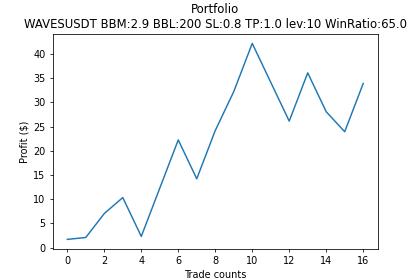 Portfolio
WAVESUSDT BBM:2.9 BBL:200 SL:0.8 TP:1.0 lev:10 WinRatio:65.0
Profit ($)
40
35
30
25
20
15
10
5
0
0 2 4 6 8 10 12 14 16
Trade counts